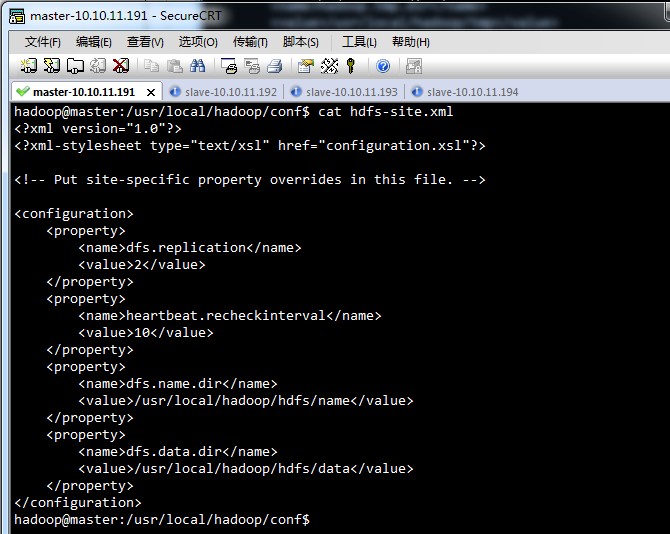 master-10.10.11.191 - SecureCRT
文件(F) 编辑(E) 查看(V) 选项(O) 传输(T) 脚本(S) 工具(L) 帮助(H)
master-10.10.11.191 slave-10.10.11.192 slave-10.10.11.193 slave-10.10.11.194
hadoop@master:/usr/local/hadoop/conf$ cat hdfs-site.xml
<?xml version="1.0"?>
<?xml-stylesheet type="text/xsl" href="configuration.xsl"?>
<!-- Put site-specific property overrides in this file. -->
<configuration>
    <property>
        <name>dfs.replication</name>
        <value>2</value>
    </property>
    <property>
        <name>heartbeat.recheckinterval</name>
        <value>10</value>
    </property>
    <property>
        <name>dfs.name.dir</name>
        <value>/usr/local/hadoop/hdfs/name</value>
    </property>
    <property>
        <name>dfs.data.dir</name>
        <value>/usr/local/hadoop/hdfs/data</value>
    </property>
</configuration>
hadoop@master:/usr/local/hadoop/conf$